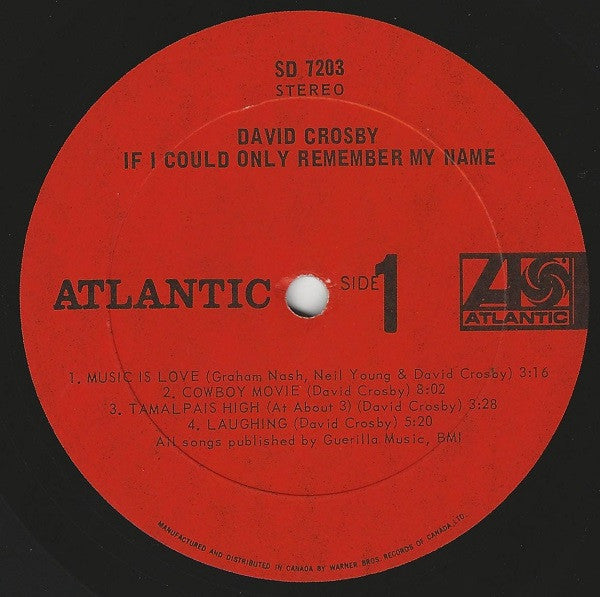 SD 7203
STEREO
DAVID CROSBY
IF I COULD ONLY REMEMBER MY NAME
ATLANTIC
SIDE 1
ATLANTIC
1. MUSIC IS LOVE (Graham Nash, Neil Young & David Crosby) 3:16
2. COWBOY MOVIE (David Crosby) 8:02
3. TAMALPAIS HIGH (At About 3) (David Crosby) 3:28
4. LAUGHING (David Crosby) 5:20
All songs published by Guerilla Music, BMI
MANUFACTURED AND DISTRIBUTED IN CANADA BY WARNER BROS. RECORDS OF CANADA, LTD.